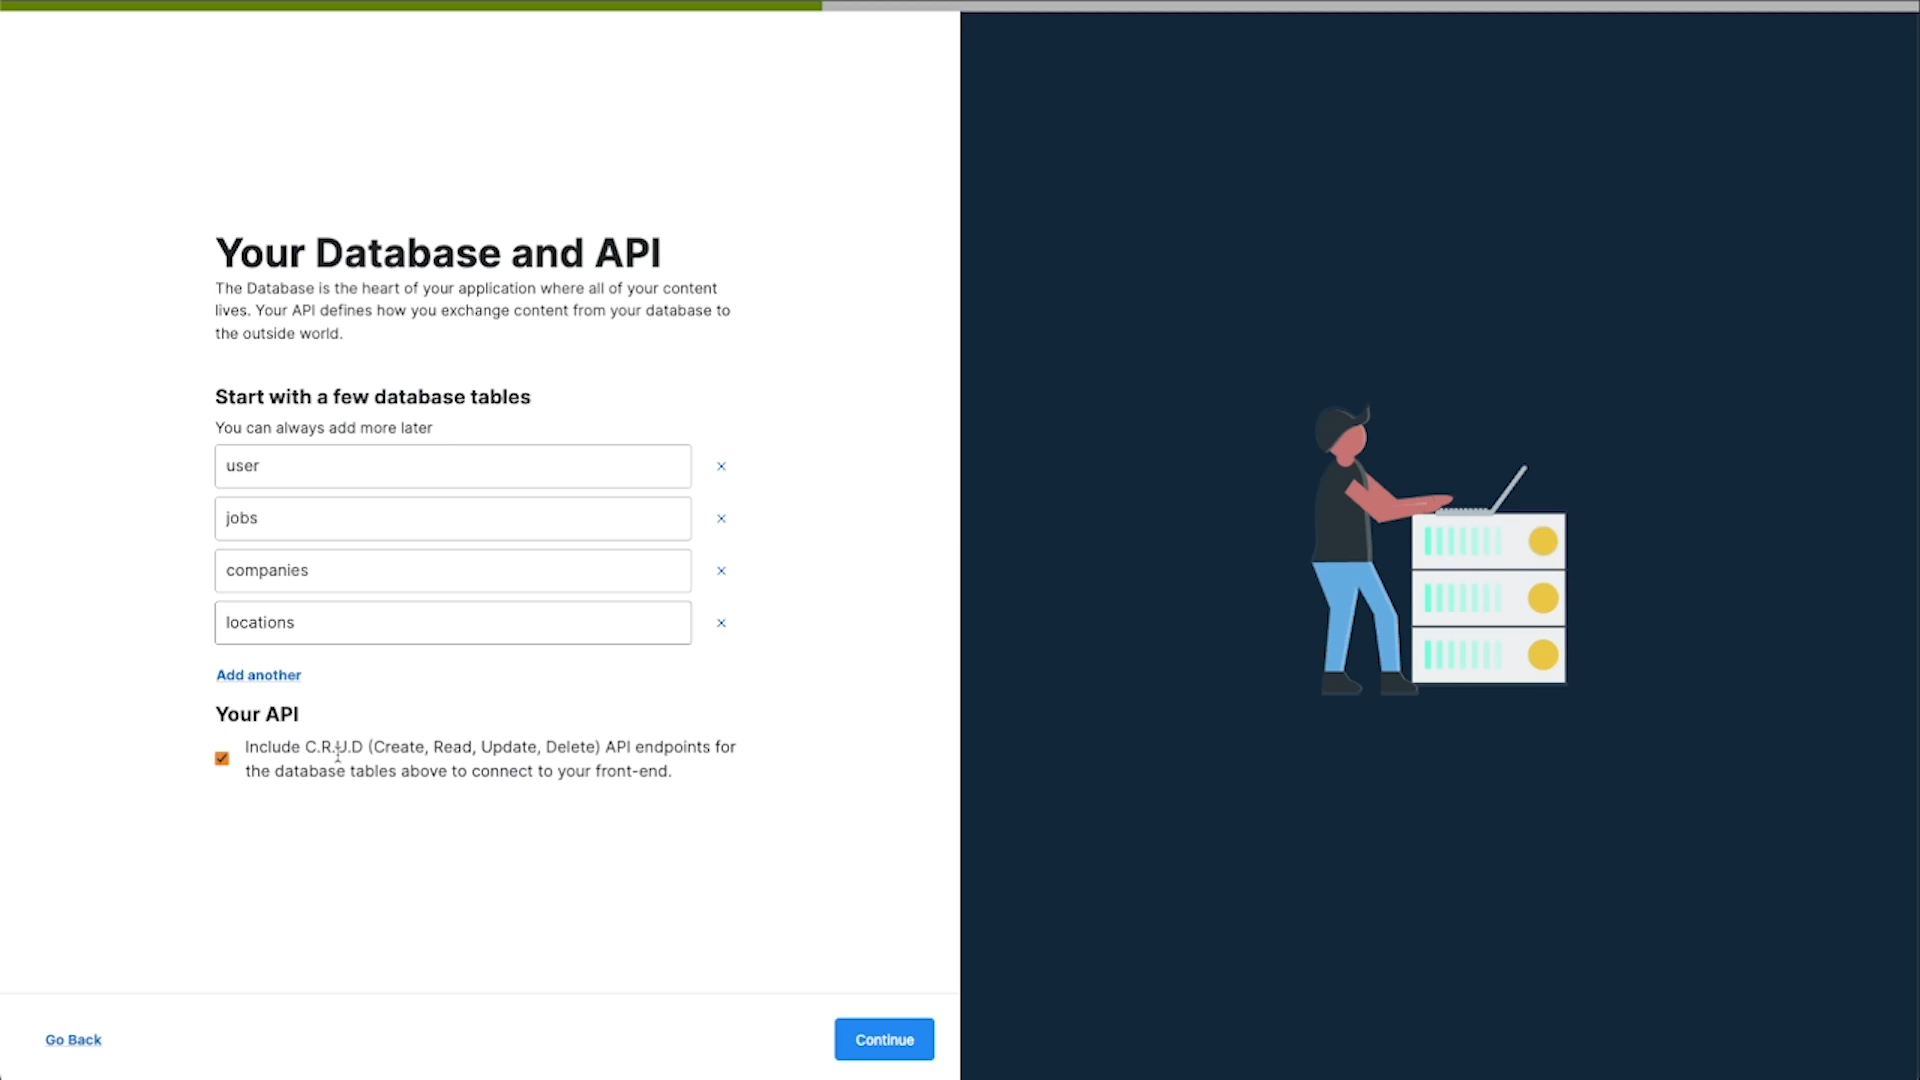 Your Database and API
The Database is the heart of your application where all of your content
lives. Your API defines how you exchange content from your database to
the outside world.
Start with a few database tables
You can always add more later
user
jobs
companies
locations
Add another
Your API
Include C.R.U.D (Create, Read, Update, Delete) API endpoints for
the database tables above to connect to your front-end.
Go Back
Continue